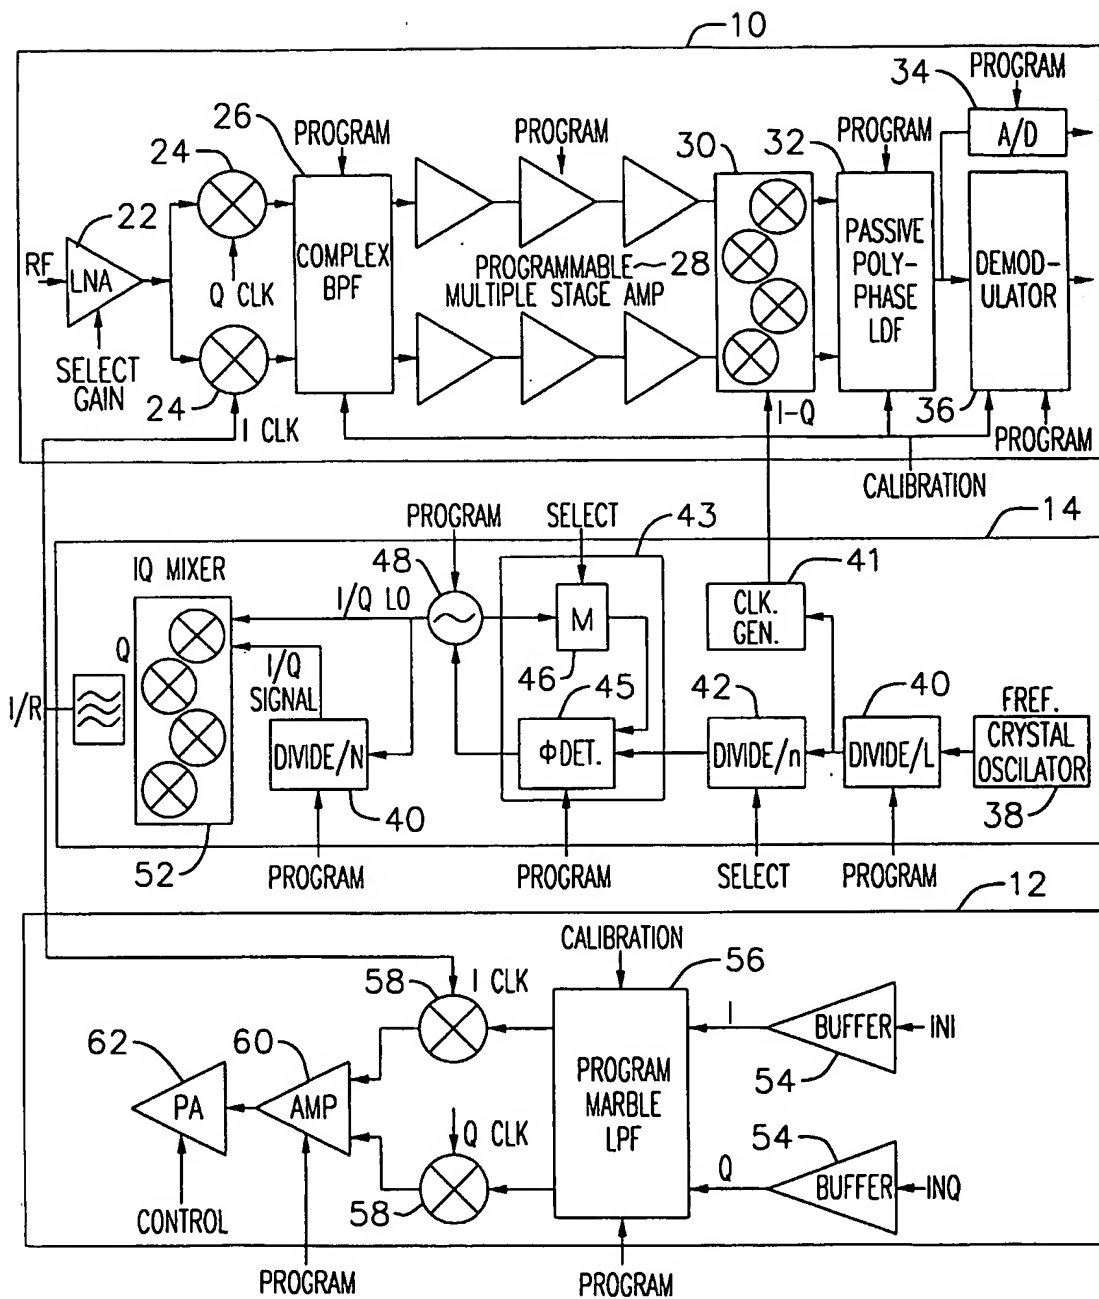 10
34
PROGRAM
A/D
26
PROGRAM
PROGRAM
30
32
PROGRAM
24
22
RF
LNA
Q CLK
COMPLEX
BPF
PROGRAMMABLE
MULTIPLE STAGE AMP
28
PASSIVE
POLY-
PHASE
LDF
DEMOD-
ULATOR
SELECT
GAIN
24
I CLK
I-Q
36
PROGRAM
CALIBRATION
14
PROGRAM
SELECT
43
IQ MIXER
48
41
I/Q LO
M
CLK.
GEN.
Q
I/Q
SIGNAL
46
45
42
40
FREF.
I/R
DIVIDE/N
ΦDET.
DIVIDE/n
DIVIDE/L
CRYSTAL
OSCILATOR
40
38
52
PROGRAM
PROGRAM
SELECT
PROGRAM
12
CALIBRATION
56
58
I CLK
I
BUFFER
INI
62
60
54
PA
AMP
PROGRAM
MARBLE
LPF
Q CLK
54
Q
BUFFER
INQ
58
CONTROL
PROGRAM
PROGRAM